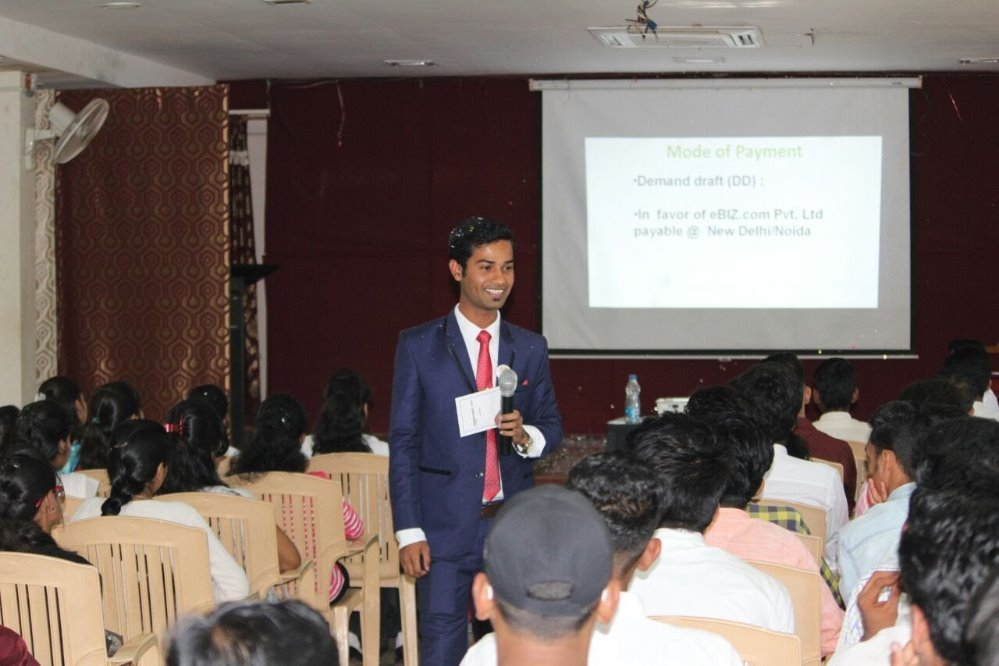 Mode of Payment
•Demand draft (DD) :
•In favor of eBIZ.com Pvt. Ltd
payable @ New Delhi/Noida